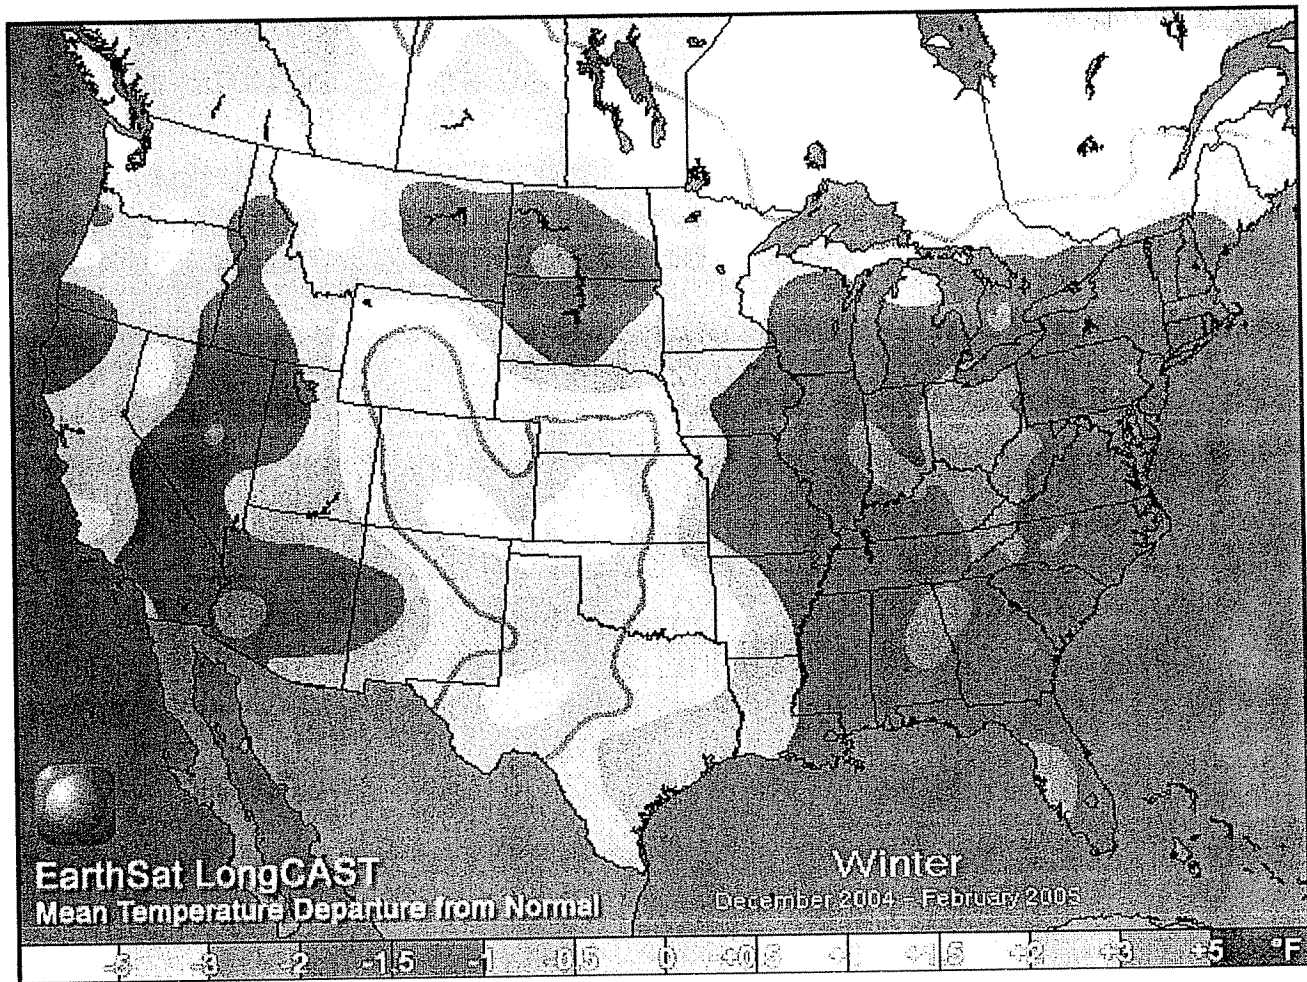 EarthSat LongCAST
Mean Temperature Departure from Normal
Winter
December 2004 - February 2005
-5 -3 -2 -1.5 -1 -0.5 0 +0.5 +1 +1.5 +2 +3 +5 °F